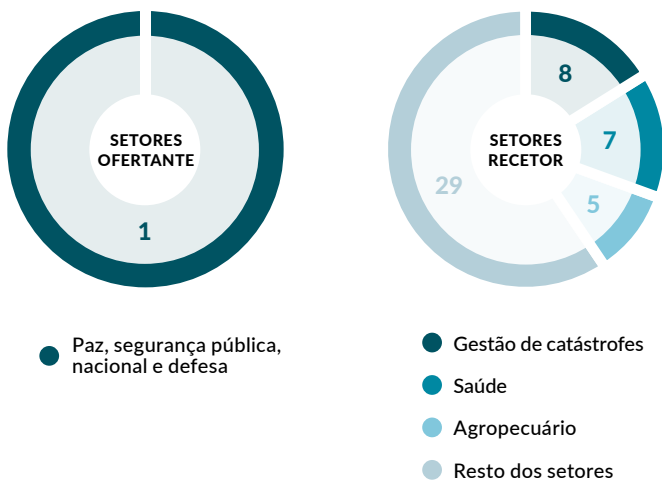 SETORES
OFERTANTE
1
Paz, segurança pública,
nacional e defesa
SETORES
RECETOR
8
7
5
29
Gestão de catástrofes
Saúde
Agropecuário
Resto dos setores